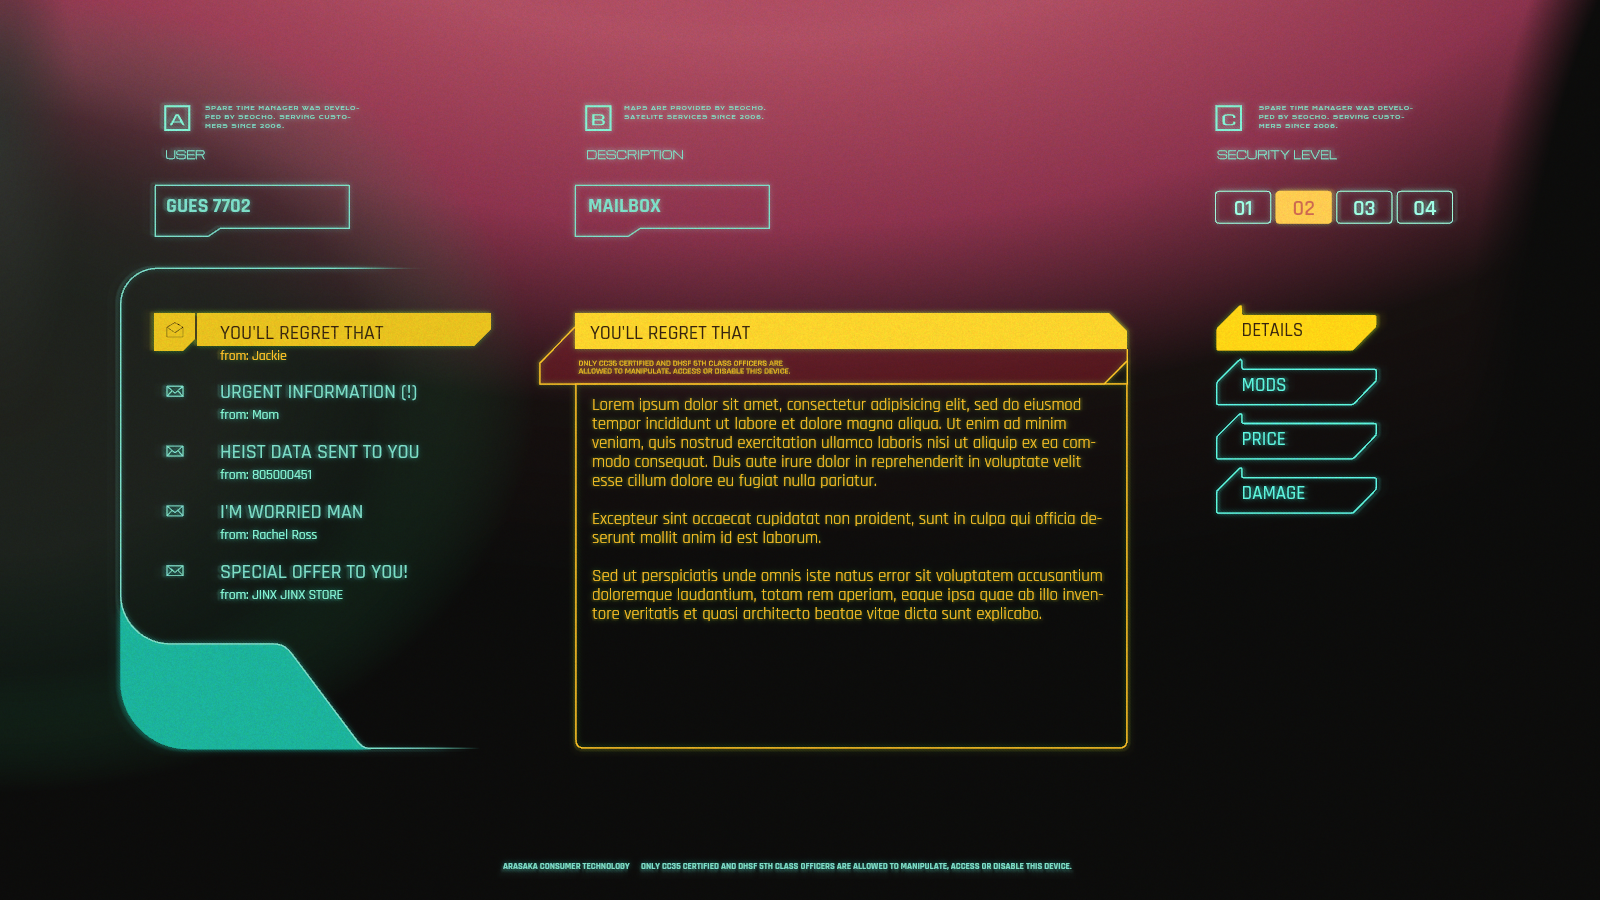 A
SPARE TIME MANAGER WAS DEVELO-
PED BY SEOCHO. SERVING CUSTO-
MERS SINCE 2006.
USER
GUES 7702
B
MAPS ARE PROVIDED BY SEOCHO.
SATELITE SERVICES SINCE 2006.
DESCRIPTION
MAILBOX
C
SPARE TIME MANAGER WAS DEVELO-
PED BY SEOCHO. SERVING CUSTO-
MERS SINCE 2006.
SECURITY LEVEL
01 02 03 04
YOU'LL REGRET THAT
from: Jackie
URGENT INFORMATION (!)
from: Mom
HEIST DATA SENT TO YOU
from: 805000451
I'M WORRIED MAN
from: Rachel Ross
SPECIAL OFFER TO YOU!
from: JINX JINX STORE
YOU'LL REGRET THAT
ONLY CC35 CERTIFIED AND DHSF 5TH CLASS OFFICERS ARE
ALLOWED TO MANIPULATE, ACCESS OR DISABLE THIS DEVICE.
Lorem ipsum dolor sit amet, consectetur adipisicing elit, sed do eiusmod
tempor incididunt ut labore et dolore magna aliqua. Ut enim ad minim
veniam, quis nostrud exercitation ullamco laboris nisi ut aliquip ex ea com-
modo consequat. Duis aute irure dolor in reprehenderit in voluptate velit
esse cillum dolore eu fugiat nulla pariatur.
Excepteur sint occaecat cupidatat non proident, sunt in culpa qui officia de-
serunt mollit anim id est laborum.
Sed ut perspiciatis unde omnis iste natus error sit voluptatem accusantium
doloremque laudantium, totam rem aperiam, eaque ipsa quae ab illo inven-
tore veritatis et quasi architecto beatae vitae dicta sunt explicabo.
DETAILS
MODS
PRICE
DAMAGE
ARASAKA CONSUMER TECHNOLOGY ONLY CC35 CERTIFIED AND DHSF 5TH CLASS OFFICERS ARE ALLOWED TO MANIPULATE, ACCESS OR DISABLE THIS DEVICE.